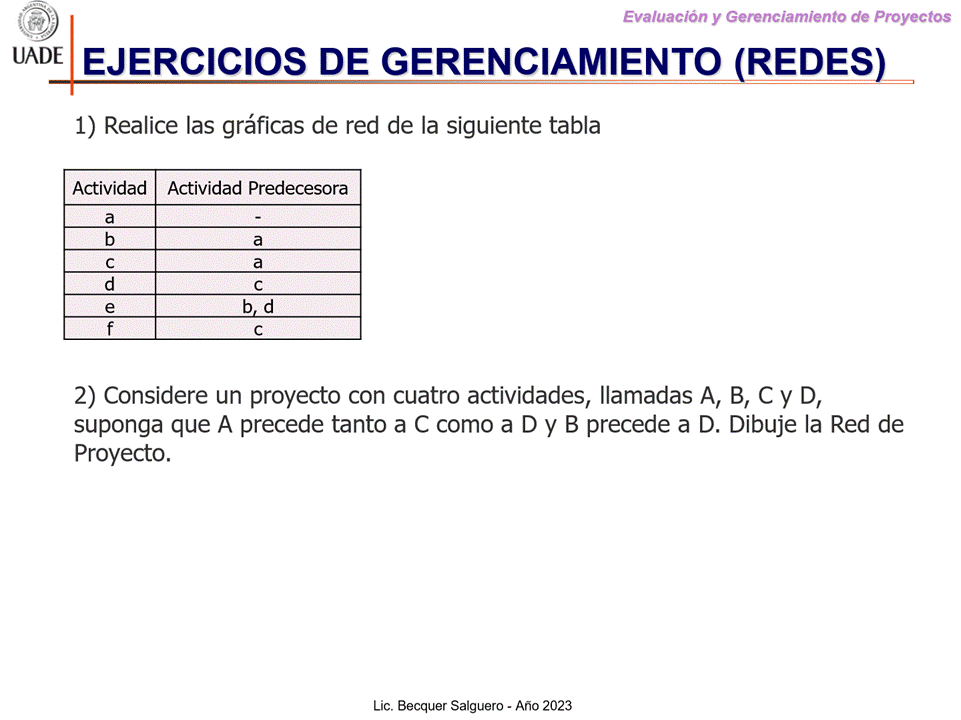 Evaluación y Gerenciamiento de Proyectos
UADE
EJERCICIOS DE GERENCIAMIENTO (REDES)
1) Realice las gráficas de red de la siguiente tabla
Actividad Actividad Predecesora
a -
b a
c a
d c
e b, d
f c
2) Considere un proyecto con cuatro actividades, llamadas A, B, C y D,
suponga que A precede tanto a C como a D y B precede a D. Dibuje la Red de
Proyecto.
Lic. Becquer Salguero - Año 2023